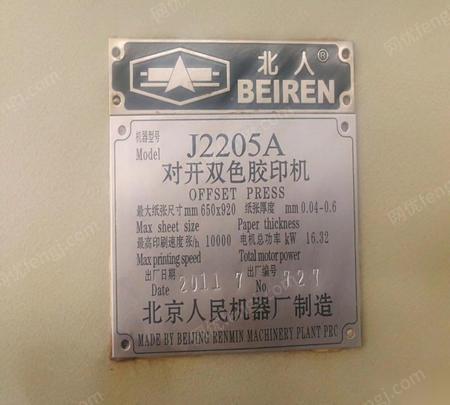 北人®
BEIREN
机器型号
Model J2205A
对开双色胶印机
OFFSET PRESS
最大纸张尺寸mm 650x920 纸张厚度 mm 0.04-0.6
Max sheet size Paper thickness
最高印刷速度张/h 10000 电机总功率 kW 16.32
Max printing speed Total motor power
出厂日期 2011 7 出厂编号 727
Date No
北京人民机器厂制造
MADE BY BEIJING RENMIN MACHINERY PLANT PRC